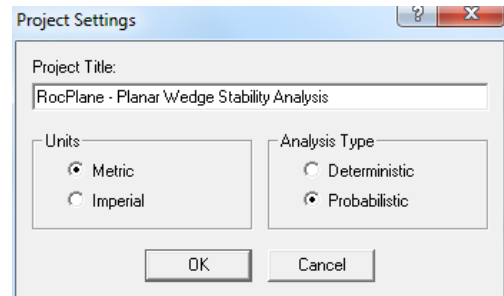 Project Settings
Project Title:
RocPlane - Planar Wedge Stability Analysis
Units
Metric
Imperial
Analysis Type
Deterministic
Probabilistic
OK
Cancel